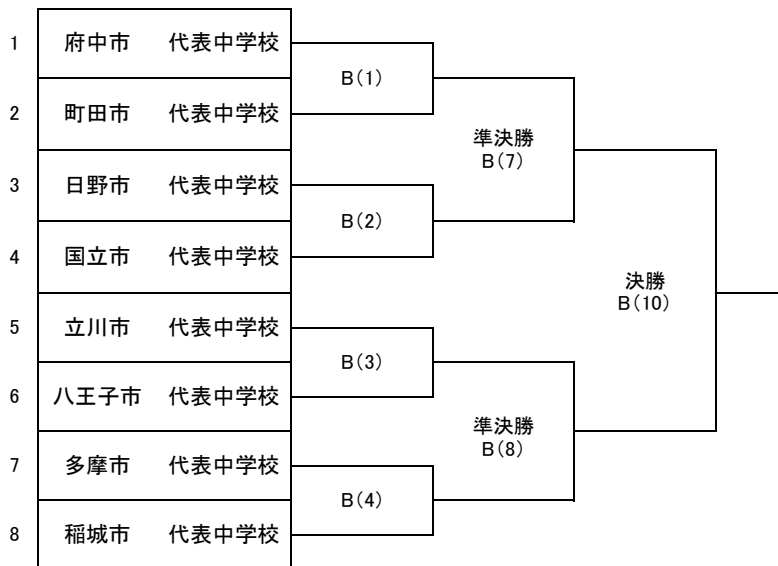 1 府中市 代表中学校
B(1)
2 町田市 代表中学校
準決勝
B(7)
3 日野市 代表中学校
B(2)
4 国立市 代表中学校
決勝
B(10)
5 立川市 代表中学校
B(3)
6 八王子市 代表中学校
準決勝
B(8)
7 多摩市 代表中学校
B(4)
8 稲城市 代表中学校